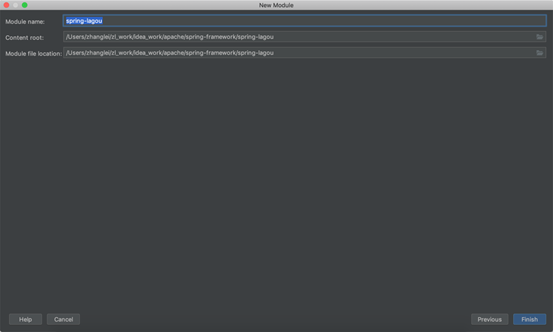 New Module
Module name: spring-lagou
Content root: /Users/zhanglei/zl_work/idea_work/apache/spring-framework/spring-lagou
Module file location: /Users/zhanglei/zl_work/idea_work/apache/spring-framework/spring-lagou
Help Cancel Previous Finish